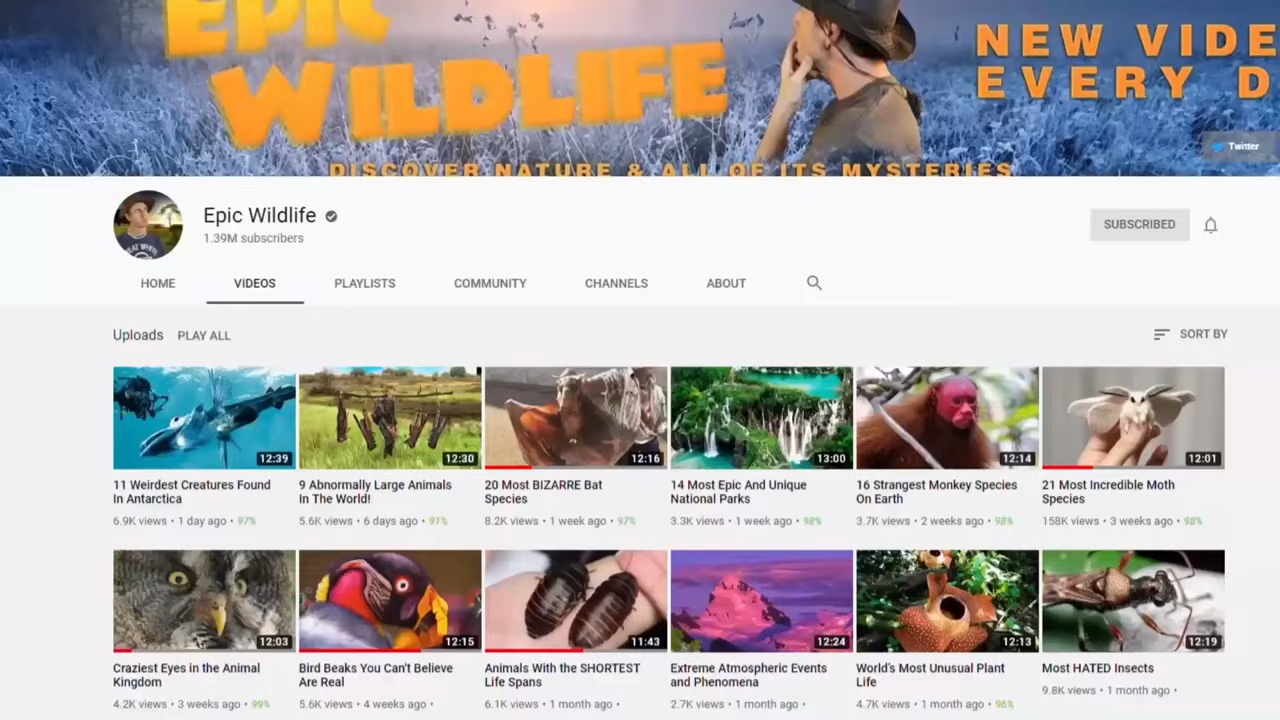 EPIC
WILDLIFE
NEW VIDE
EVERY D
DISCOVER NATURE & ALL OF ITS MYSTERIES
Twitter
Epic Wildlife
1.39M subscribers
SUBSCRIBED
HOME VIDEOS PLAYLISTS COMMUNITY CHANNELS ABOUT
Uploads PLAY ALL SORT BY
12:39 12:30 12:16 13:00 12:14 12:01
11 Weirdest Creatures Found
In Antarctica
6.9K views • 1 day ago • 97%
9 Abnormally Large Animals
In The World!
5.6K views • 6 days ago • 91%
20 Most BIZARRE Bat
Species
8.2K views • 1 week ago • 97%
14 Most Epic And Unique
National Parks
3.3K views • 1 week ago • 98%
16 Strangest Monkey Species
On Earth
3.7K views • 2 weeks ago • 98%
21 Most Incredible Moth
Species
158K views • 3 weeks ago • 98%
12:03 12:15 11:43 12:24 12:13 12:19
Craziest Eyes in the Animal
Kingdom
4.2K views • 3 weeks ago • 99%
Bird Beaks You Can't Believe
Are Real
5.6K views • 4 weeks ago •
Animals With the SHORTEST
Life Spans
6.1K views • 1 month ago •
Extreme Atmospheric Events
and Phenomena
2.7K views • 1 month ago •
World's Most Unusual Plant
Life
4.7K views • 1 month ago • 96%
Most HATED Insects
9.8K views • 1 month ago •